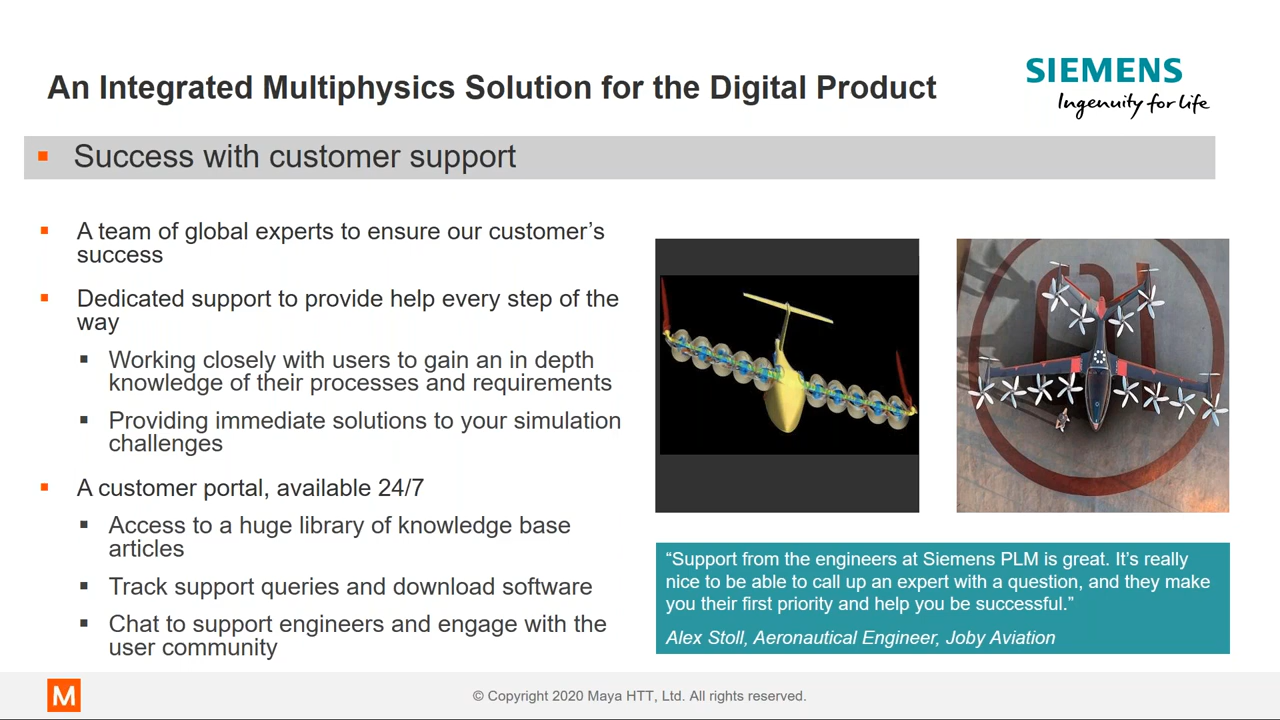 An Integrated Multiphysics Solution for the Digital Product
SIEMENS
Ingenuity for life
Success with customer support
A team of global experts to ensure our customer’s
success
Dedicated support to provide help every step of the
way
Working closely with users to gain an in depth
knowledge of their processes and requirements
Providing immediate solutions to your simulation
challenges
A customer portal, available 24/7
Access to a huge library of knowledge base
articles
Track support queries and download software
Chat to support engineers and engage with the
user community
“Support from the engineers at Siemens PLM is great. It’s really
nice to be able to call up an expert with a question, and they make
you their first priority and help you be successful.”
Alex Stoll, Aeronautical Engineer, Joby Aviation
M
© Copyright 2020 Maya HTT, Ltd. All rights reserved.